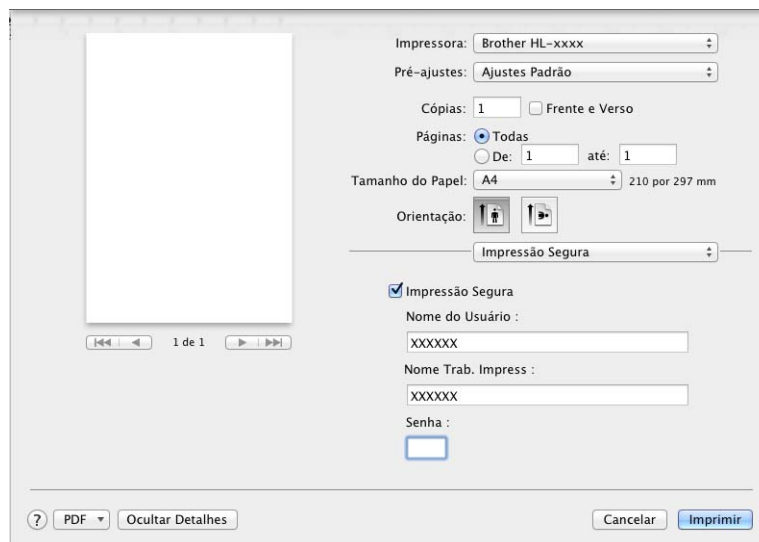 Impressora: Brother HL-xxxx
Pré-ajustes: Ajustes Padrão
Cópias: 1 Frente e Verso
Páginas: Todas
De: 1 até: 1
Tamanho do Papel: A4 210 por 297 mm
Orientação:
Impressão Segura
Impressão Segura
Nome do Usuário :
XXXXXX
Nome Trab. Impress :
XXXXXX
Senha :
1 de 1
? PDF Ocultar Detalhes Cancelar Imprimir